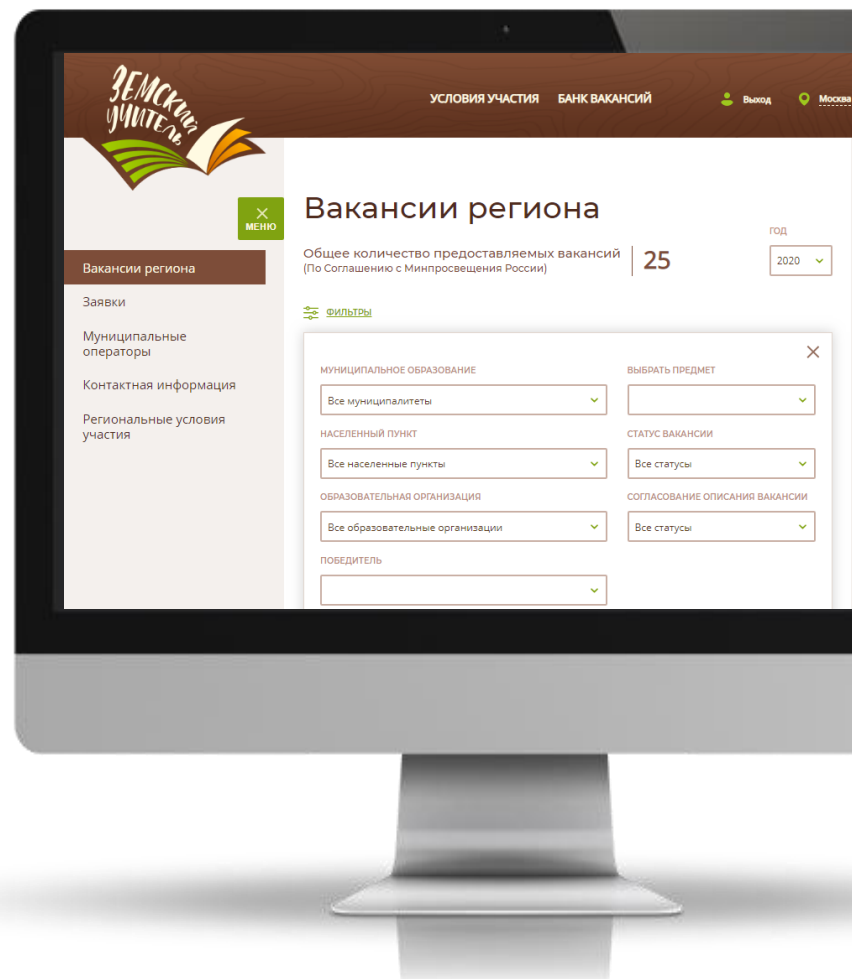 ЗЕМСКИЙ
УЧИТЕЛЬ
УСЛОВИЯ УЧАСТИЯ БАНК ВАКАНСИЙ Выход Москва
МЕНЮ
Вакансии региона
Заявки
Муниципальные
операторы
Контактная информация
Региональные условия
участия
Вакансии региона
Общее количество предоставляемых вакансий
(По Соглашению с Минпросвещения России)
25
ГОД
2020
ФИЛЬТРЫ
МУНИЦИПАЛЬНОЕ ОБРАЗОВАНИЕ
Все муниципалитеты
ВЫБРАТЬ ПРЕДМЕТ
НАСЕЛЕННЫЙ ПУНКТ
Все населенные пункты
СТАТУС ВАКАНСИИ
Все статусы
ОБРАЗОВАТЕЛЬНАЯ ОРГАНИЗАЦИЯ
Все образовательные организации
СОГЛАСОВАНИЕ ОПИСАНИЯ ВАКАНСИИ
Все статусы
ПОБЕДИТЕЛЬ